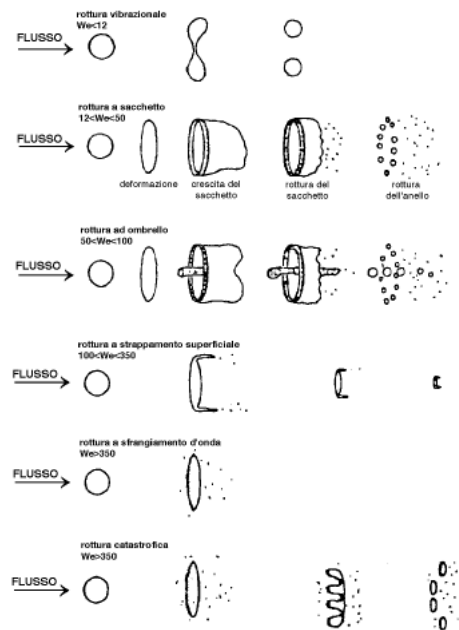 rottura vibrazionale
We<12
FLUSSO
rottura a sacchetto
12<We<50
FLUSSO
deformazione
crescita del
sacchetto
rottura del
sacchetto
rottura
dell'anello
rottura ad ombrello
50<We<100
FLUSSO
rottura a strappamento superficiale
100<We<350
FLUSSO
rottura a sfrangiamento d'onda
We>350
FLUSSO
rottura catastrofica
We>350
FLUSSO